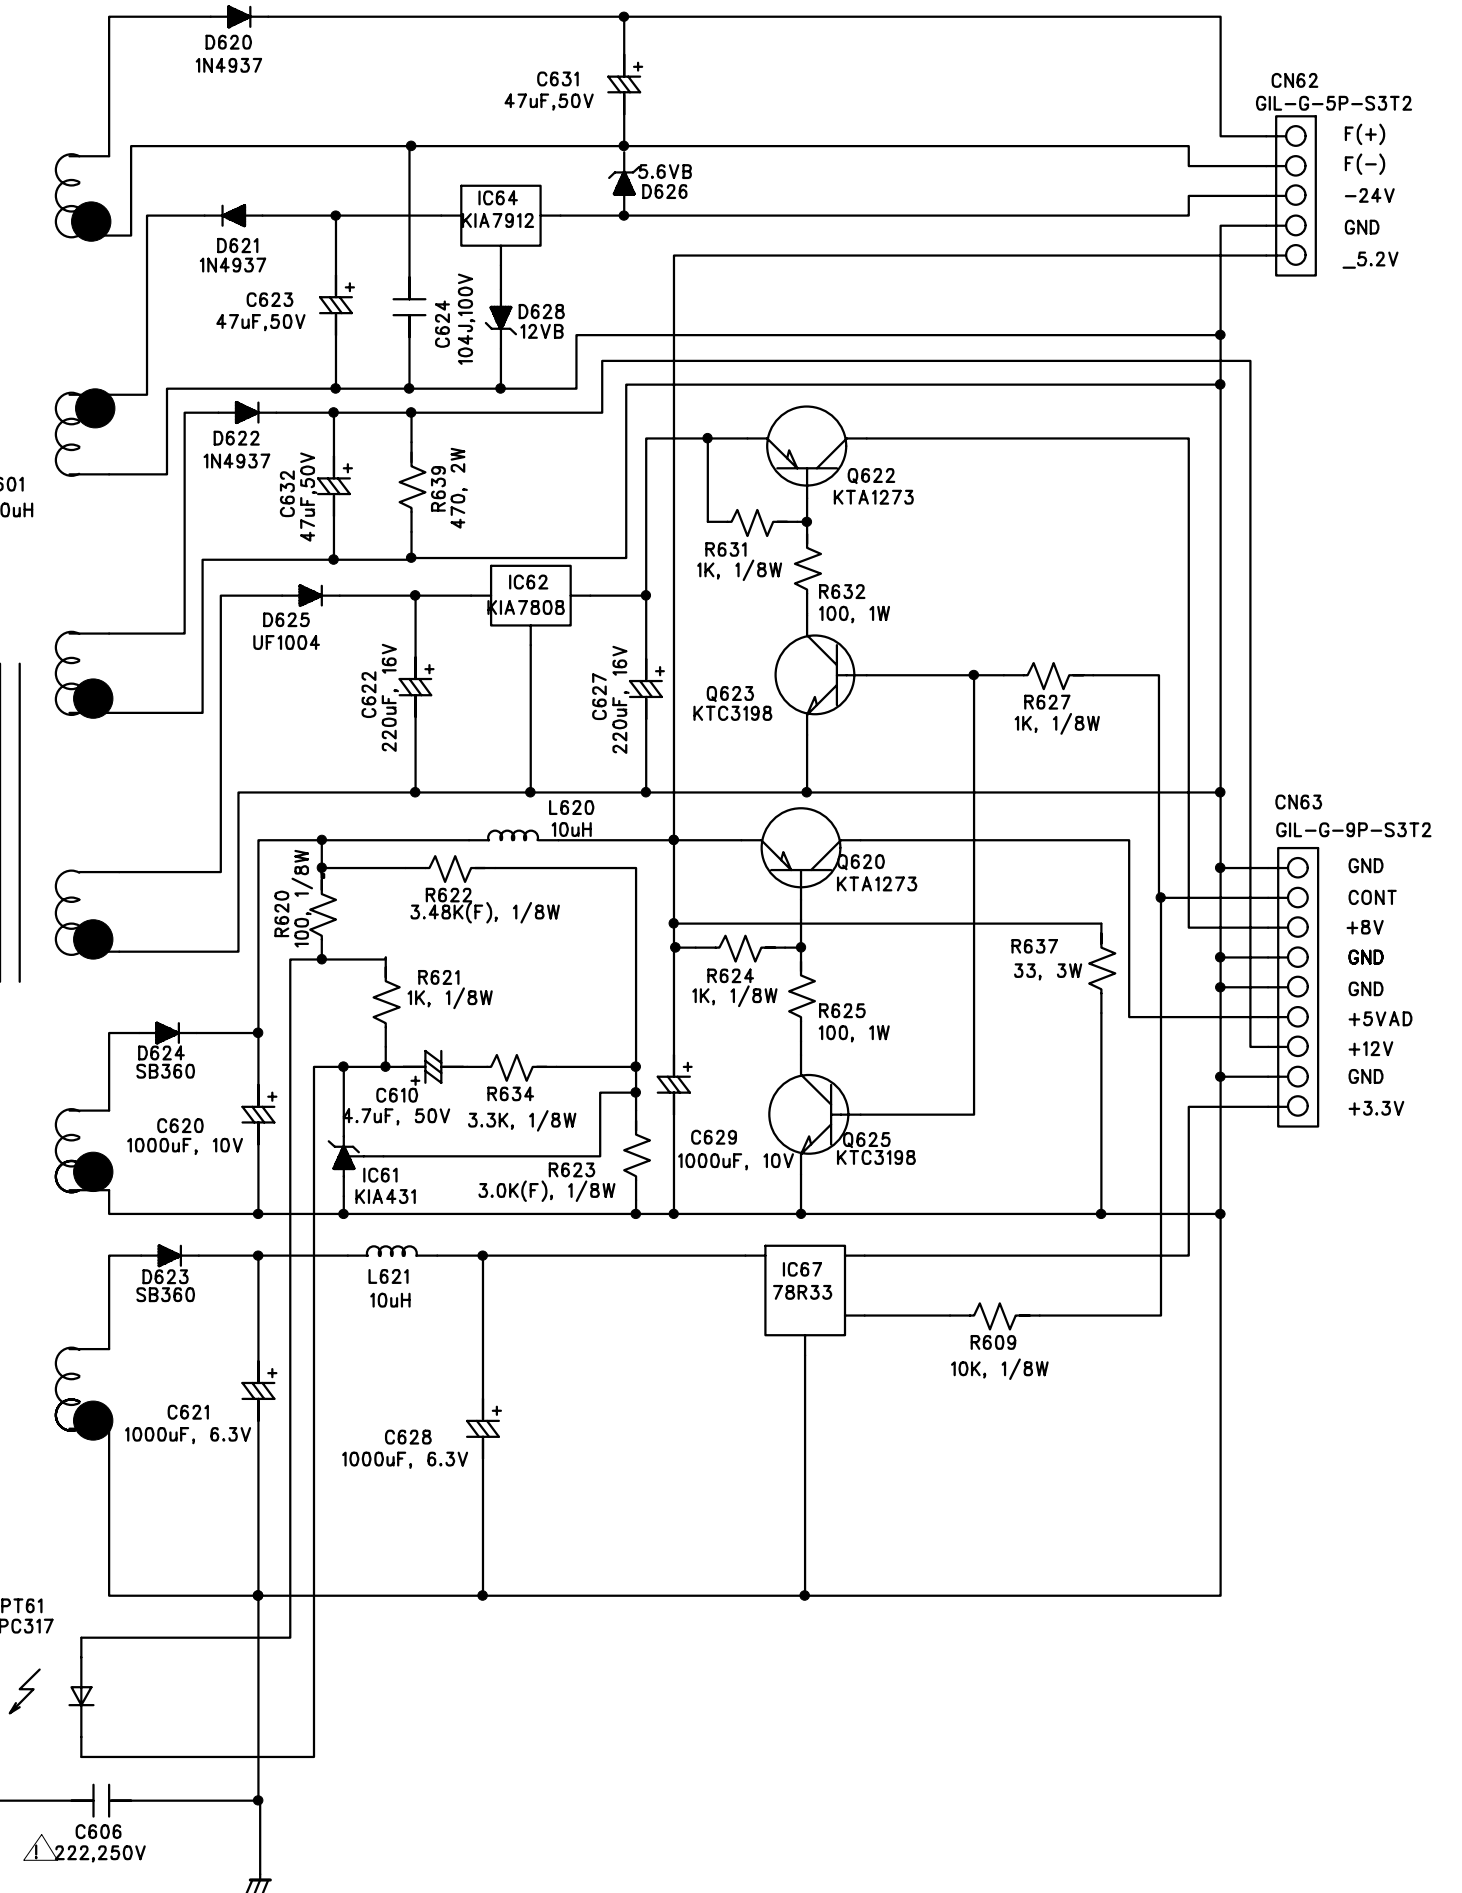 D620
1N4937
C631
47uF,50V
CN62
GIL-G-5P-S3T2
F(+)
F(-)
-24V
GND
_5.2V
5.6VB
D626
IC64
KIA7912
D621
1N4937
C623
47uF,50V
C624
104J,100V
D628
12VB
D622
1N4937
C632
47uF,50V
R639
470, 2W
601
0uH
Q622
KTA1273
R631
1K, 1/8W
R632
100, 1W
IC62
KIA7808
D625
UF1004
C622
220uF, 16V
C627
220uF, 16V
Q623
KTC3198
R627
1K, 1/8W
L620
10uH
CN63
GIL-G-9P-S3T2
GND
CONT
+8V
GND
GND
+5VAD
+12V
GND
+3.3V
Q620
KTA1273
R620
100, 1/8W
R622
3.48K(F), 1/8W
R621
1K, 1/8W
R624
1K, 1/8W
R625
100, 1W
R637
33, 3W
D624
SB360
C620
1000uF, 10V
C610
+
4.7uF, 50V
R634
3.3K, 1/8W
IC61
KIA431
R623
3.0K(F), 1/8W
C629
1000uF, 10V
Q625
KTC3198
D623
SB360
L621
10uH
IC67
78R33
R609
10K, 1/8W
C621
1000uF, 6.3V
C628
1000uF, 6.3V
PT61
PC317
C606
! 222,250V